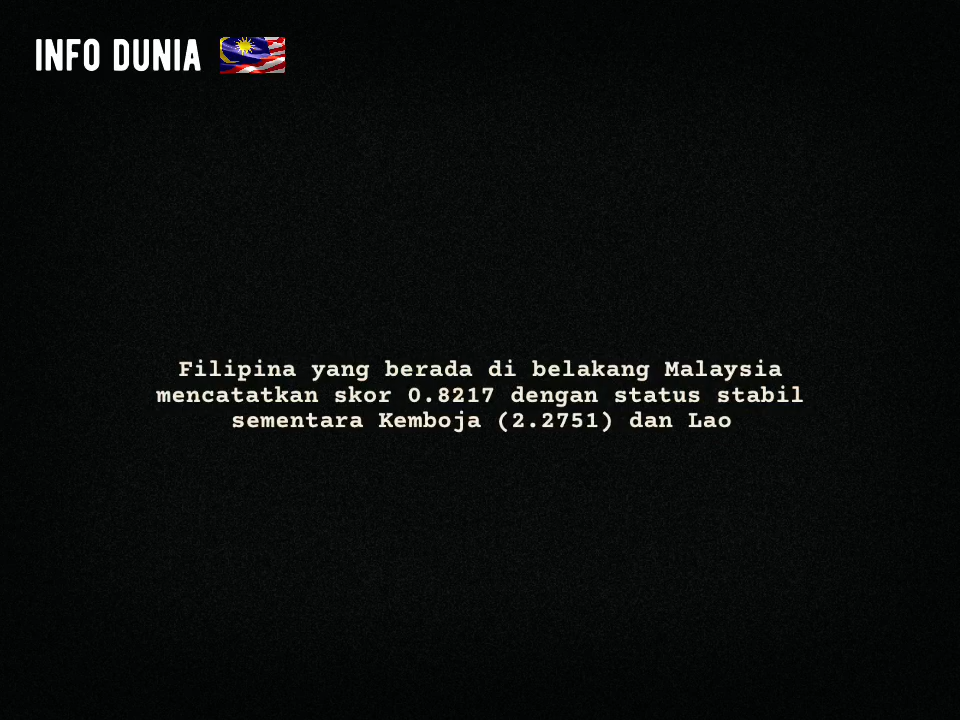 INFO DUNIA
Filipina yang berada di belakang Malaysia
mencatatkan skor 0.8217 dengan status stabil
sementara Kemboja (2.2751) dan Lao